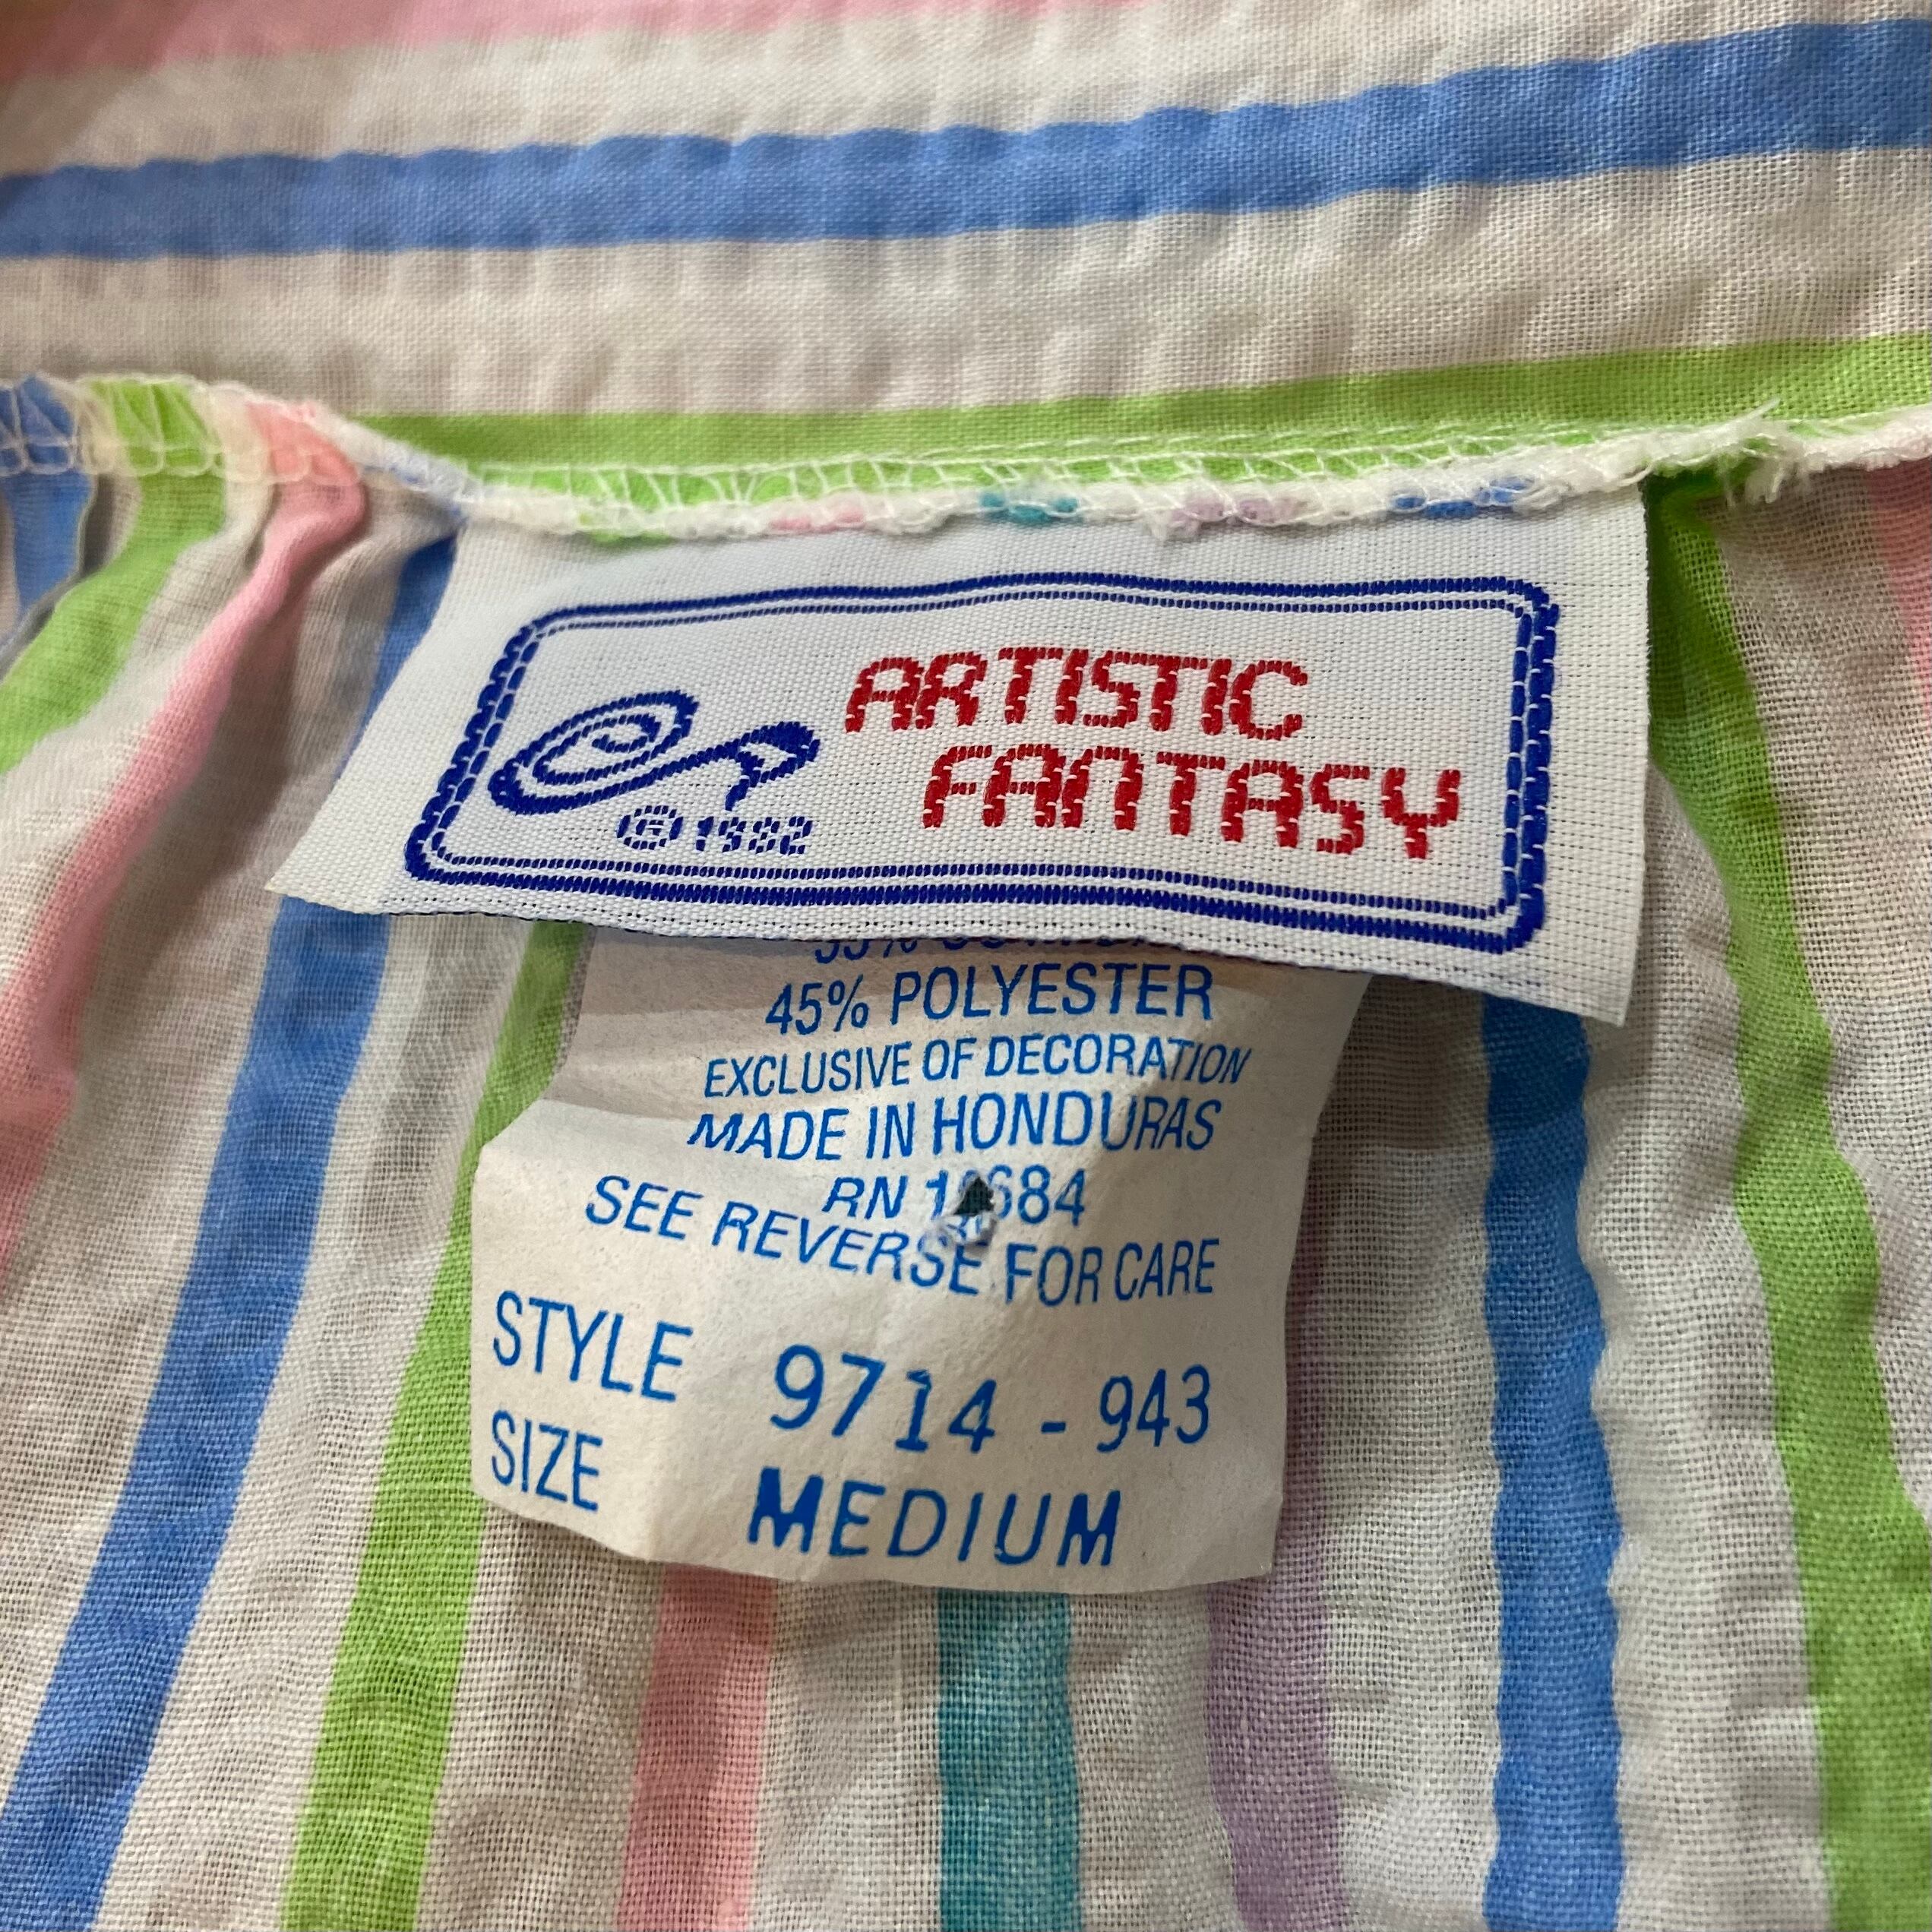 ARTISTIC
FANTASY
© 1982
45% POLYESTER
EXCLUSIVE OF DECORATION
MADE IN HONDURAS
RN
SEE REVERSE FOR CARE
STYLE 9714 - 943
SIZE MEDIUM